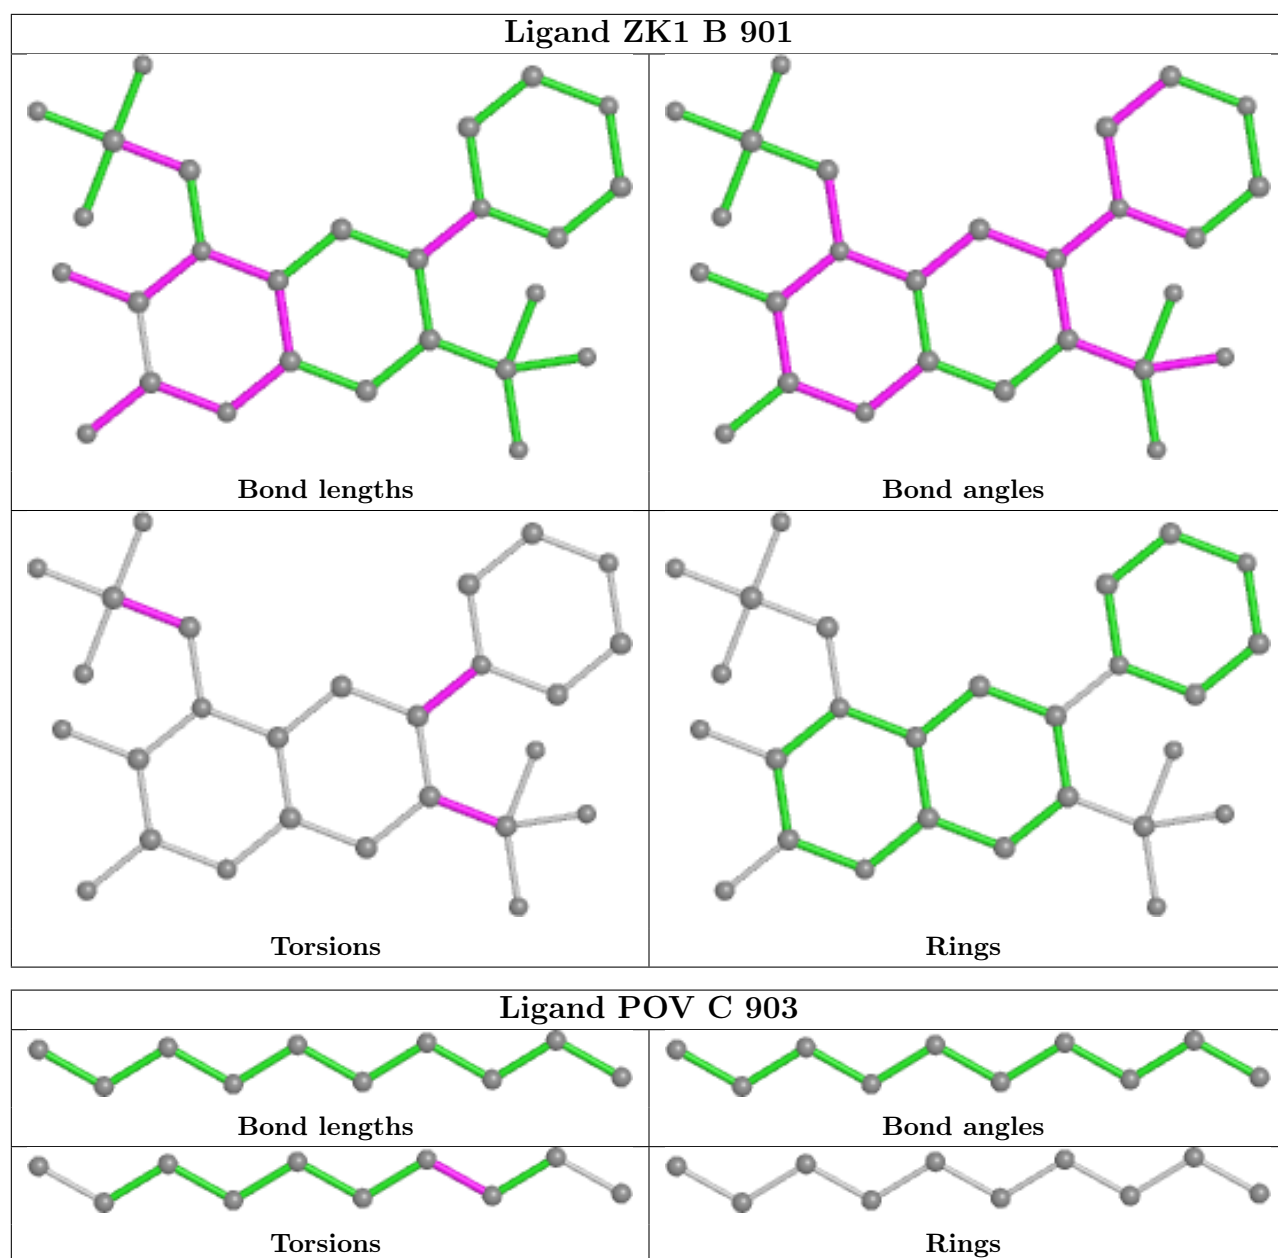 Ligand ZK1 B 901
Bond lengths
Bond angles
Torsions
Rings
Ligand POV C 903
Bond lengths
Bond angles
Torsions
Rings